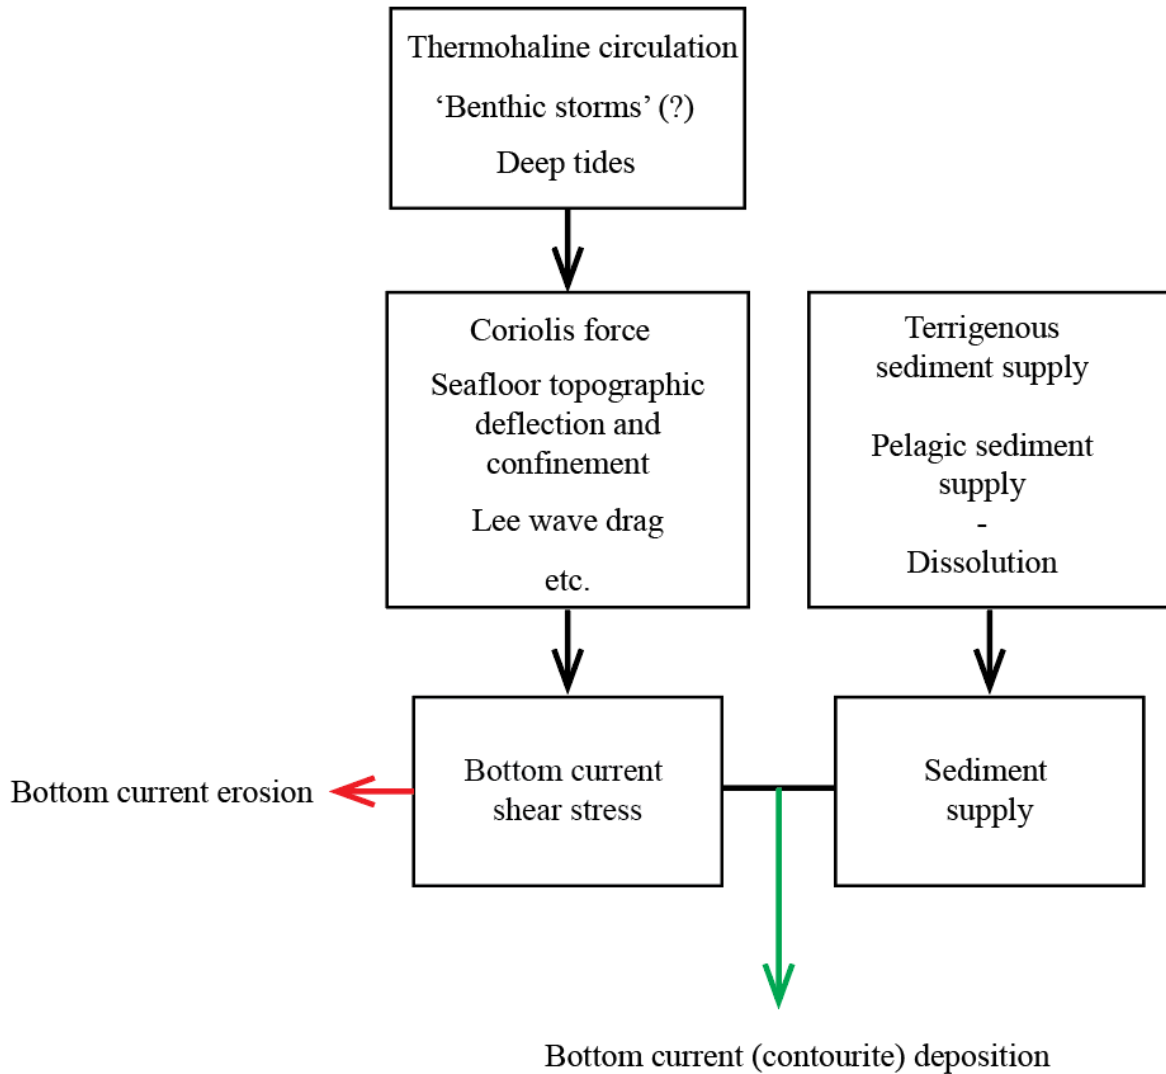 Thermohaline circulation
‘Benthic storms’ (?)
Deep tides
Coriolis force
Seafloor topographic
deflection and
confinement
Lee wave drag
etc.
Terrigenous
sediment supply
Pelagic sediment
supply
-
Dissolution
Bottom current erosion
Bottom current
shear stress
Sediment
supply
Bottom current (contourite) deposition